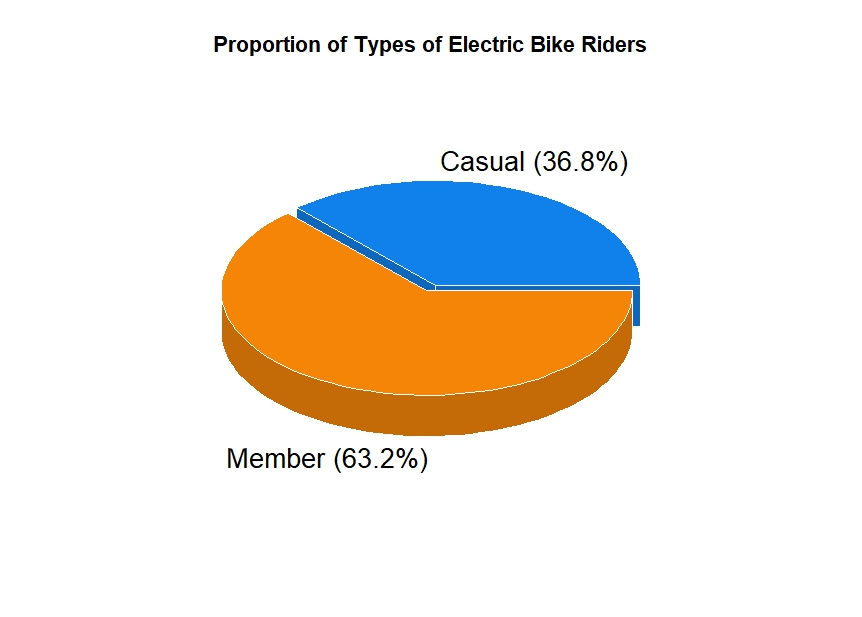 Proportion of Types of Electric Bike Riders
Casual (36.8%)
Member (63.2%)